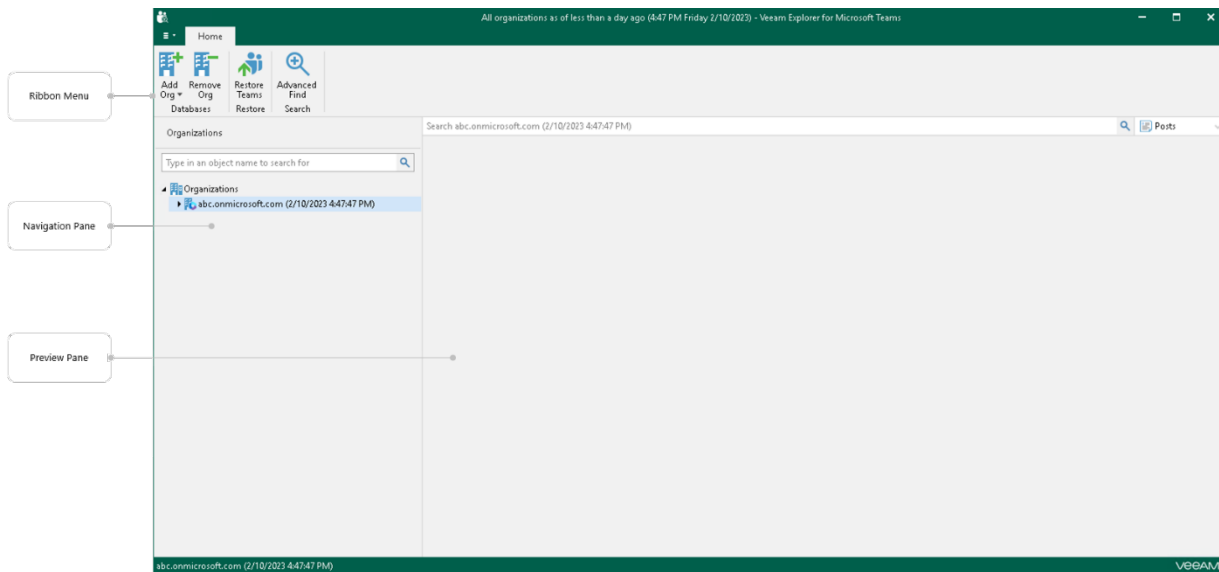 All organizations as of less than a day ago (4:47 PM Friday 2/10/2023) - Veeam Explorer for Microsoft Teams
Home
Add Org
Remove Org
Restore Teams
Advanced Find
Databases
Restore
Search
Ribbon Menu
Organizations
Search abc.onmicrosoft.com (2/10/2023 4:47:47 PM)
Posts
Type in an object name to search for
Organizations
abc.onmicrosoft.com (2/10/2023 4:47:47 PM)
Navigation Pane
Preview Pane
abc.onmicrosoft.com (2/10/2023 4:47:47 PM)
veeAM